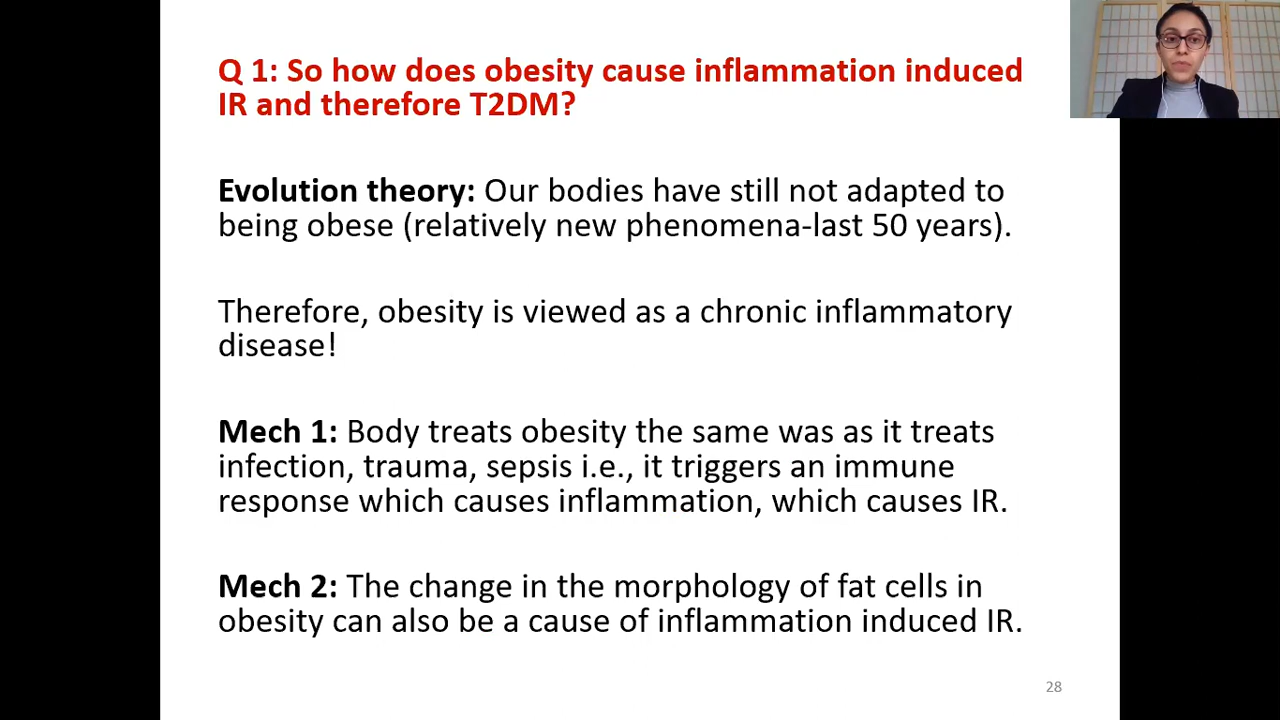 Q 1: So how does obesity cause inflammation induced
IR and therefore T2DM?
Evolution theory: Our bodies have still not adapted to
being obese (relatively new phenomena-last 50 years).
Therefore, obesity is viewed as a chronic inflammatory
disease!
Mech 1: Body treats obesity the same was as it treats
infection, trauma, sepsis i.e., it triggers an immune
response which causes inflammation, which causes IR.
Mech 2: The change in the morphology of fat cells in
obesity can also be a cause of inflammation induced IR.
28